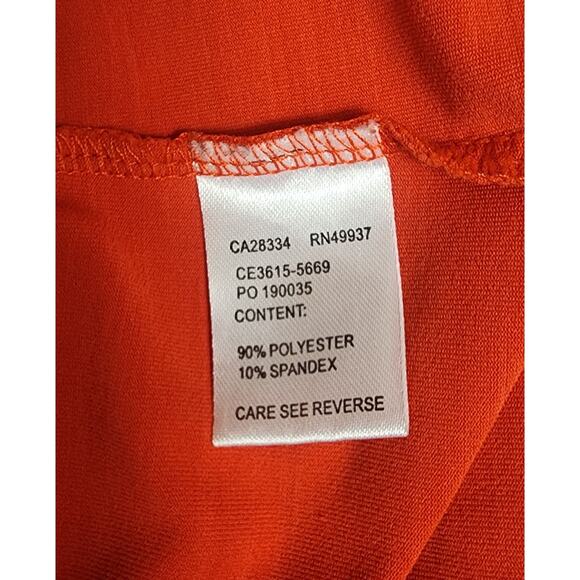 CA28334 RN49937
CE3615-5669
PO 190035
CONTENT:
90% POLYESTER
10% SPANDEX
CARE SEE REVERSE